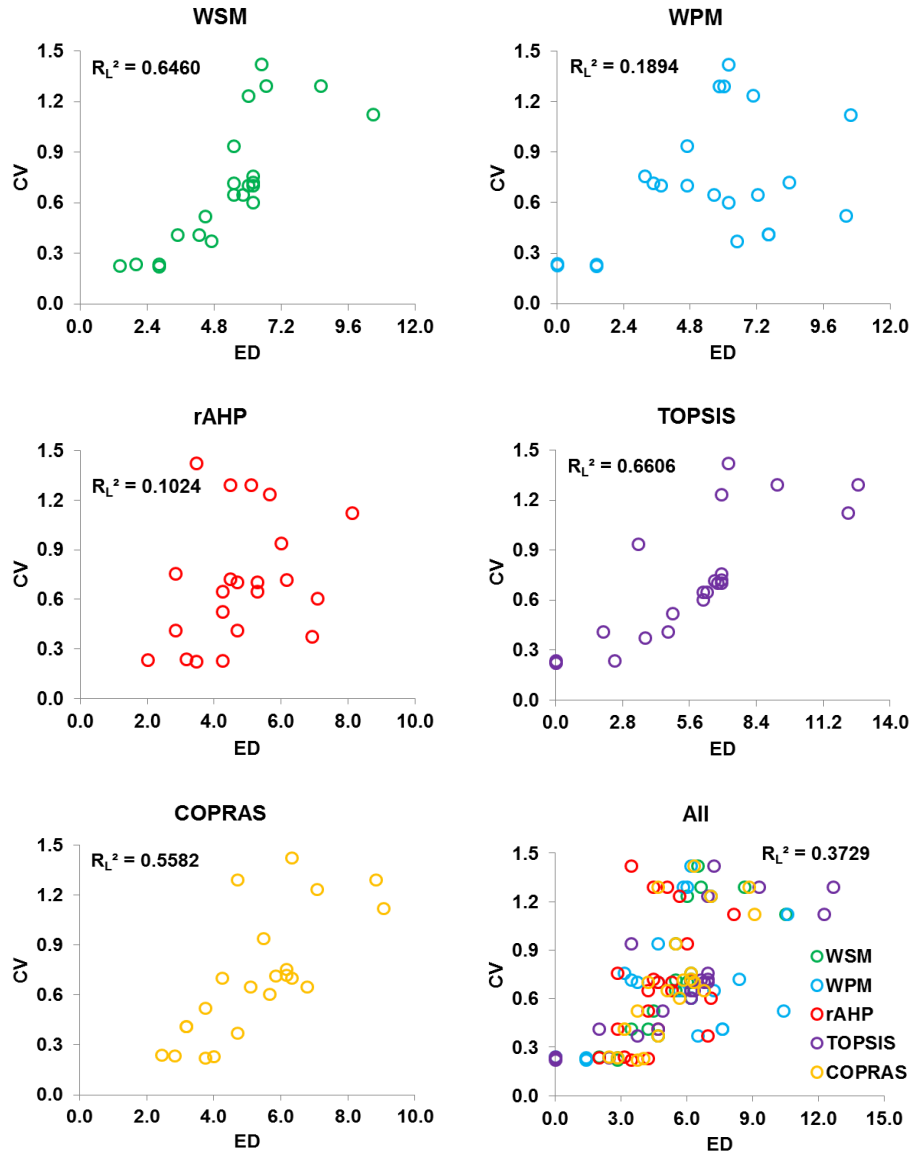 WSM
R_L² = 0.6460
CV
1.5
1.2
0.9
0.6
0.3
0.0
0.0 2.4 4.8 7.2 9.6 12.0
ED
WPM
R_L² = 0.1894
CV
1.5
1.2
0.9
0.6
0.3
0.0
0.0 2.4 4.8 7.2 9.6 12.0
ED
rAHP
R_L² = 0.1024
CV
1.5
1.2
0.9
0.6
0.3
0.0
0.0 2.0 4.0 6.0 8.0 10.0
ED
TOPSIS
R_L² = 0.6606
CV
1.5
1.2
0.9
0.6
0.3
0.0
0.0 2.8 5.6 8.4 11.2 14.0
ED
COPRAS
R_L² = 0.5582
CV
1.5
1.2
0.9
0.6
0.3
0.0
0.0 2.0 4.0 6.0 8.0 10.0
ED
All
R_L² = 0.3729
CV
1.5
1.2
0.9
0.6
0.3
0.0
0.0 3.0 6.0 9.0 12.0 15.0
ED
WSM
WPM
rAHP
TOPSIS
COPRAS